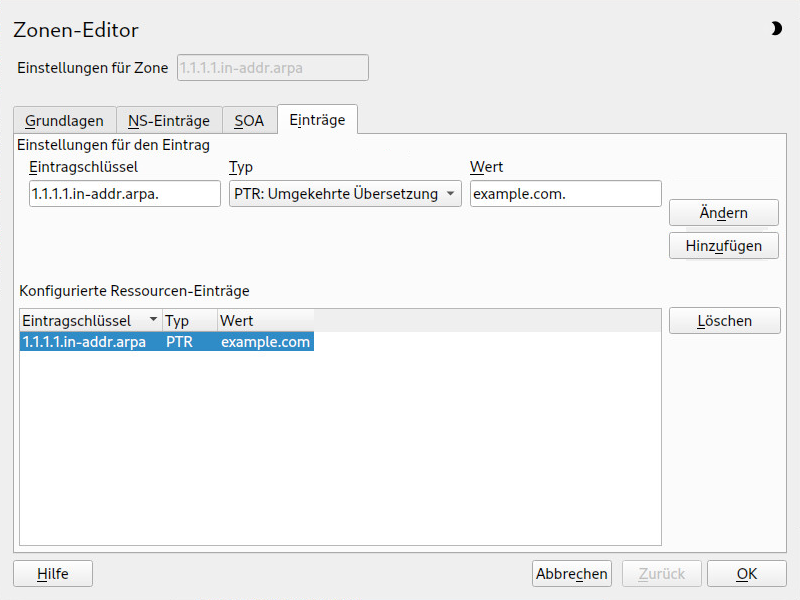 Zonen-Editor
Einstellungen für Zone 1.1.1.1.in-addr.arpa
Grundlagen NS-Einträge SOA Einträge
Einstellungen für den Eintrag
Eintragschlüssel Typ Wert
1.1.1.1.in-addr.arpa. PTR: Umgekehrte Übersetzung example.com.
Ändern
Hinzufügen
Konfigurierte Ressourcen-Einträge
Eintragschlüssel Typ Wert
Löschen
1.1.1.1.in-addr.arpa PTR example.com
Hilfe Abbrechen Zurück OK